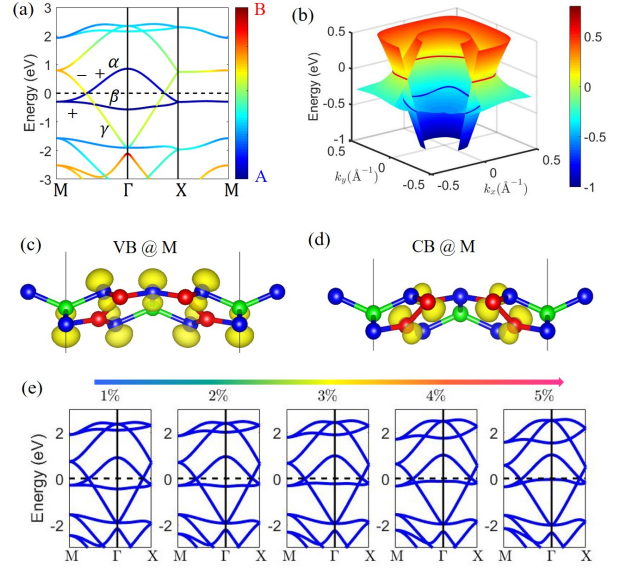 (a)
3
2
1
0
-1
-2
-3
Energy (eV)
M Γ X M
α
β
γ
− +
+
B
A
(b)
0.5
0
-0.5
-1
Energy (eV)
0.5
0
-0.5
k_y(Å⁻¹)
-0.5
0
0.5
k_x(Å⁻¹)
0.5
0
-0.5
-1
(c) VB @ M
(d) CB @ M
(e)
1% 2% 3% 4% 5%
Energy (eV)
2
0
-2
M Γ X
2
0
-2
M Γ X
2
0
-2
M Γ X
2
0
-2
M Γ X
2
0
-2
M Γ X